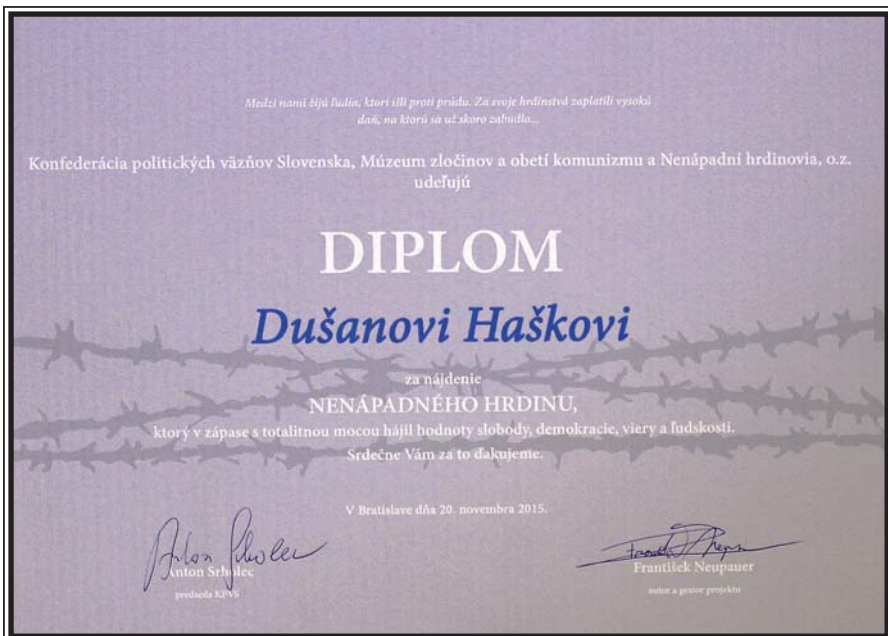 Medzi nami žijú ľudia, ktorí išli proti prúdu. Za svoje hrdinstvá zaplatili vysokú
daň, na ktorú sa už skoro zabudlo...
Konfederácia politických väzňov Slovenska, Múzeum zločinov a obetí komunizmu a Nenápadní hrdinovia, o.z.
udeľujú
DIPLOM
Dušanovi Haškovi
za nájdenie
NENÁPADNÉHO HRDINU,
ktorý v zápase s totalitnou mocou hájil hodnoty slobody, demokracie, viery a ľudskosti.
Srdečne Vám za to ďakujeme.
V Bratislave dňa 20. novembra 2015.
Anton Srholec
František Neupauer
predseda KPVS
autor a gestor projektu